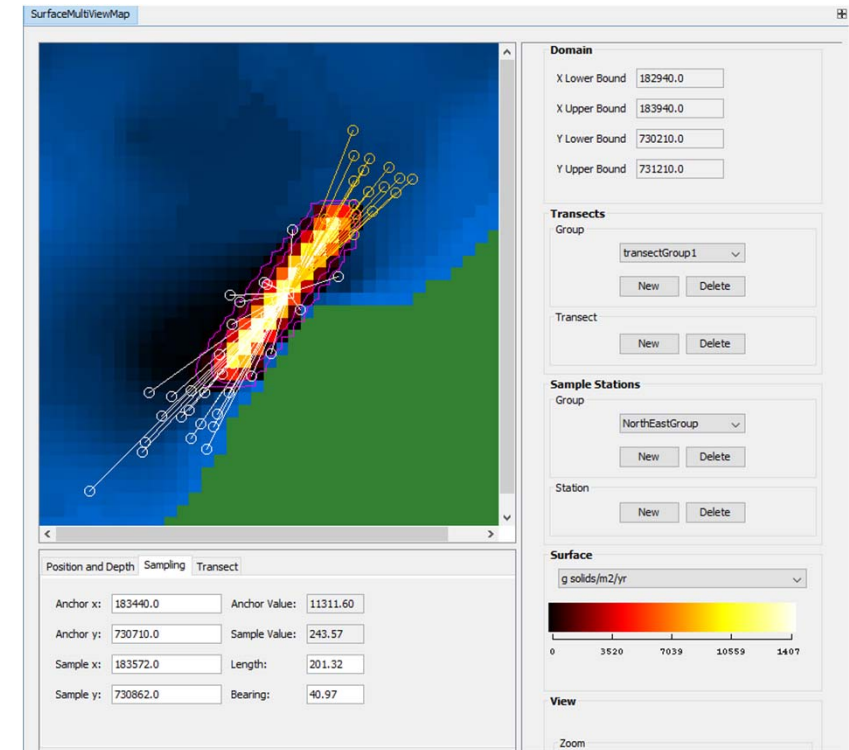 SurfaceMultiViewMap
Domain
X Lower Bound 182940.0
X Upper Bound 183940.0
Y Lower Bound 730210.0
Y Upper Bound 731210.0
Transects
Group
transectGroup1
New Delete
Transect
New Delete
Sample Stations
Group
NorthEastGroup
New Delete
Station
New Delete
Surface
g solids/m2/yr
0 3520 7039 10559 1407
View
Zoom
Position and Depth Sampling Transect
Anchor x: 183440.0 Anchor Value: 11311.60
Anchor y: 730710.0 Sample Value: 243.57
Sample x: 183572.0 Length: 201.32
Sample y: 730862.0 Bearing: 40.97